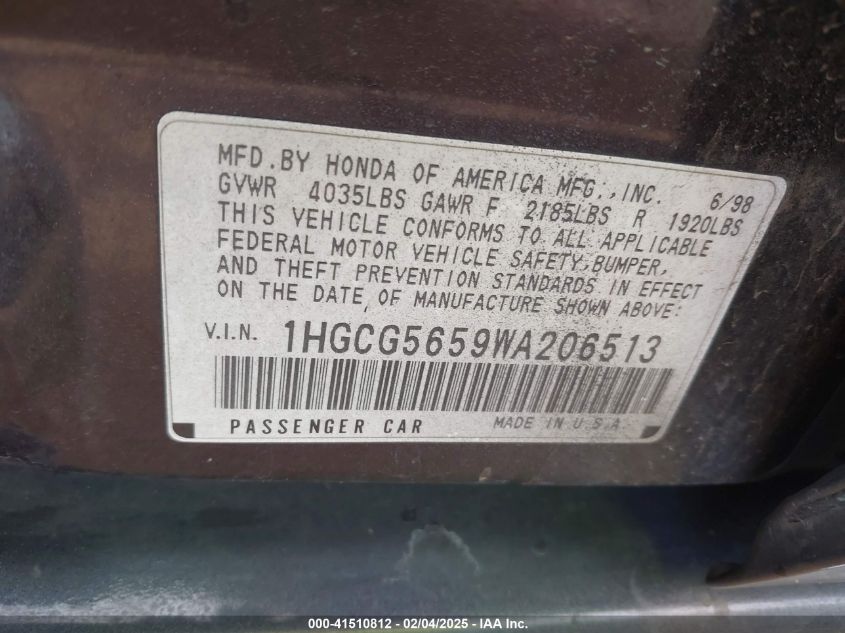 MFD.BY HONDA OF AMERICA MFG.,INC. 6/98
GVWR 4035LBS GAWR F 2185LBS R 1920LBS
THIS VEHICLE CONFORMS TO ALL APPLICABLE
FEDERAL MOTOR VEHICLE SAFETY,BUMPER,
AND THEFT PREVENTION STANDARDS IN EFFECT
ON THE DATE OF MANUFACTURE SHOWN ABOVE:
V.I.N. 1HGCG5659WA206513
PASSENGER CAR MADE IN U.S.A.
000-41510812 - 02/04/2025 - IAA Inc.